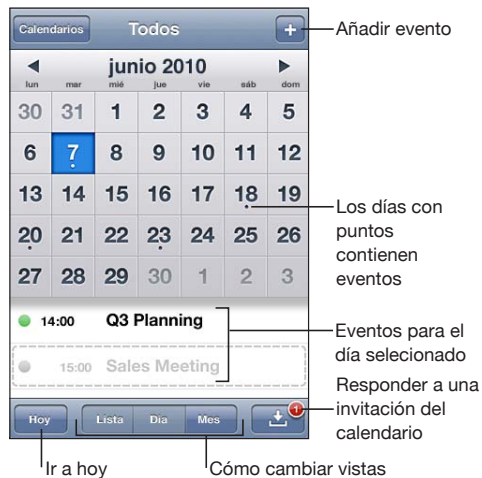 Calendarios Todos +
Añadir evento
junio 2010
lun mar mié jue vie sáb dom
30 31 1 2 3 4 5
6 7 8 9 10 11 12
13 14 15 16 17 18 19
20 21 22 23 24 25 26
27 28 29 30 1 2 3
Los días con
puntos
contienen
eventos
14:00 Q3 Planning
15:00 Sales Meeting
Eventos para el
día selecionado
Responder a una
invitación del
calendario
Hoy Lista Día Mes 1
Ir a hoy
Cómo cambiar vistas